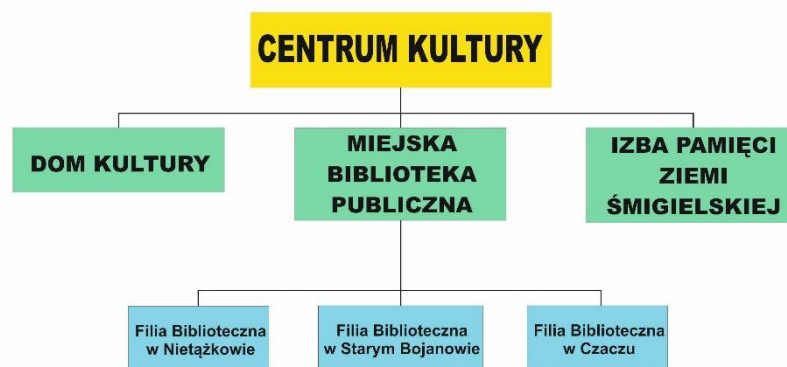 CENTRUM KULTURY
DOM KULTURY
MIEJSKA
BIBLIOTEKA
PUBLICZNA
IZBA PAMIĘCI
ZIEMI
ŚMIGIELSKIEJ
Filia Biblioteczna
w Nietążkowie
Filia Biblioteczna
w Starym Bojanowie
Filia Biblioteczna
w Czaczu